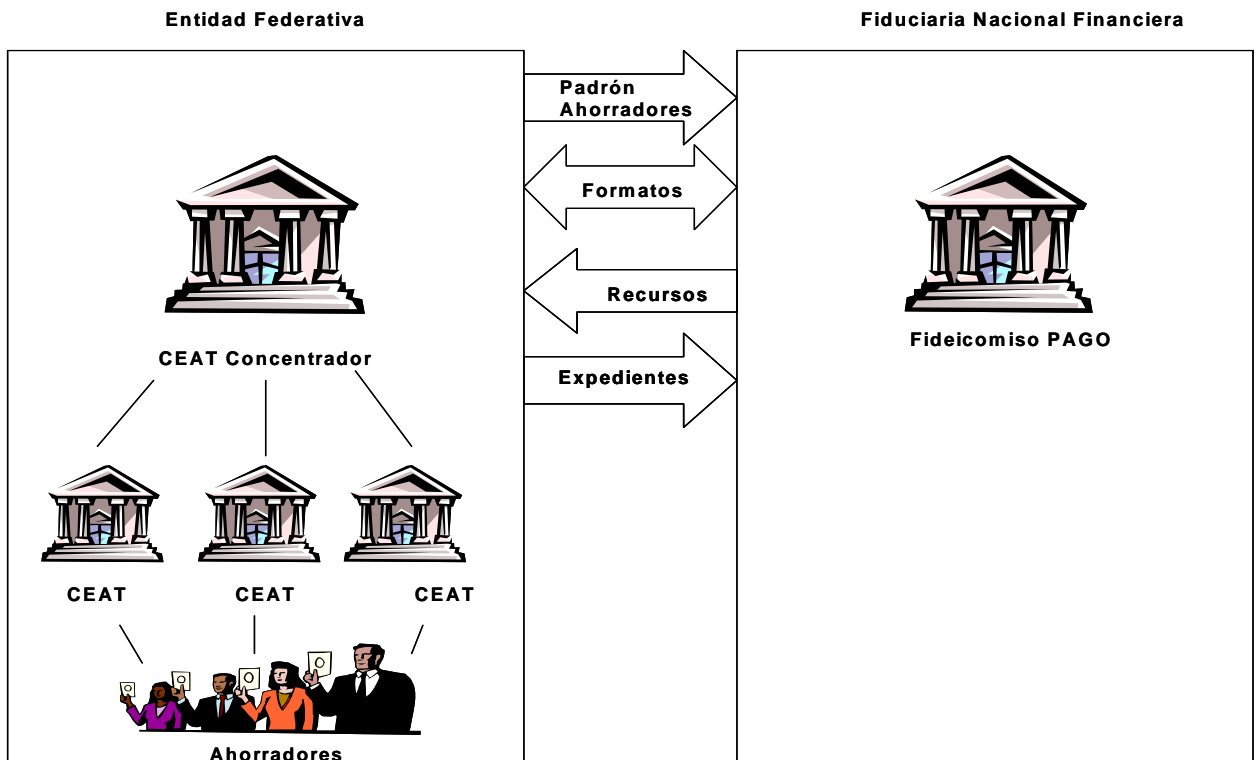 Entidad Federativa
Fiduciaria Nacional Financiera
Padrón
Ahorradores
Formatos
Recursos
Expedientes
CEAT Concentrador
Fideicomiso PAGO
CEAT
CEAT
CEAT
Ahorradores